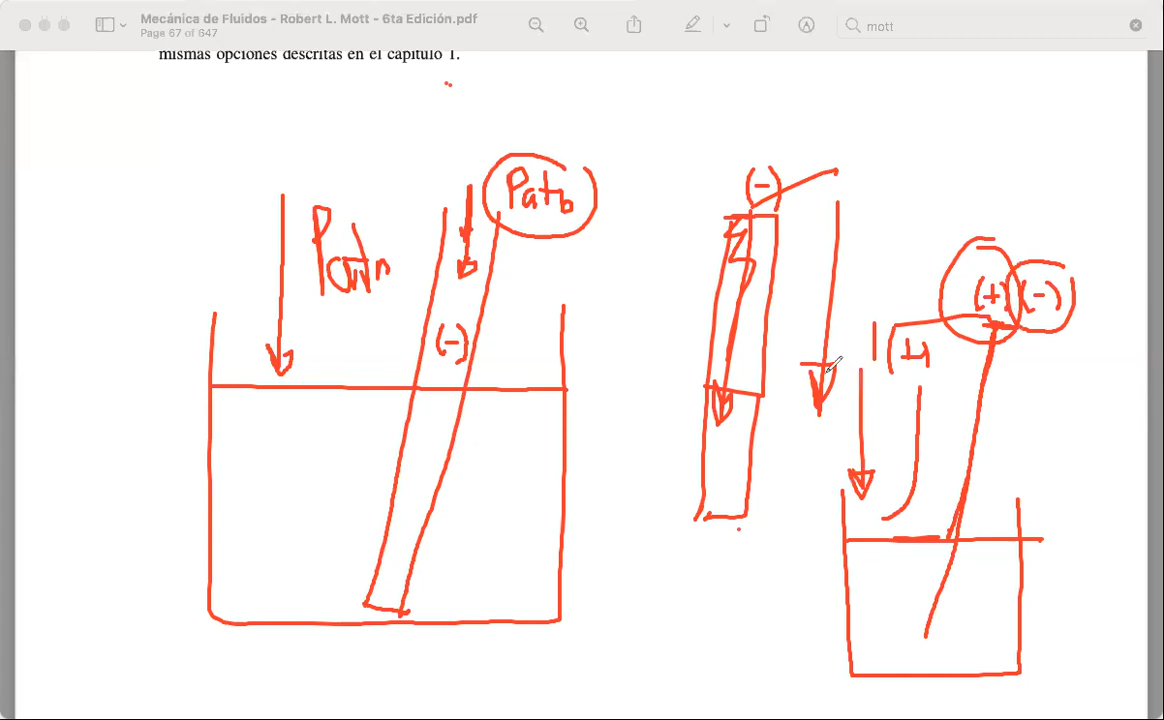 Mecánica de Fluidos - Robert L. Mott - 6ta Edición.pdf
Page 67 of 647
mott
mismas opciones descritas en el capítulo 1.
Patm
(-)
(-)
(+)
(-)